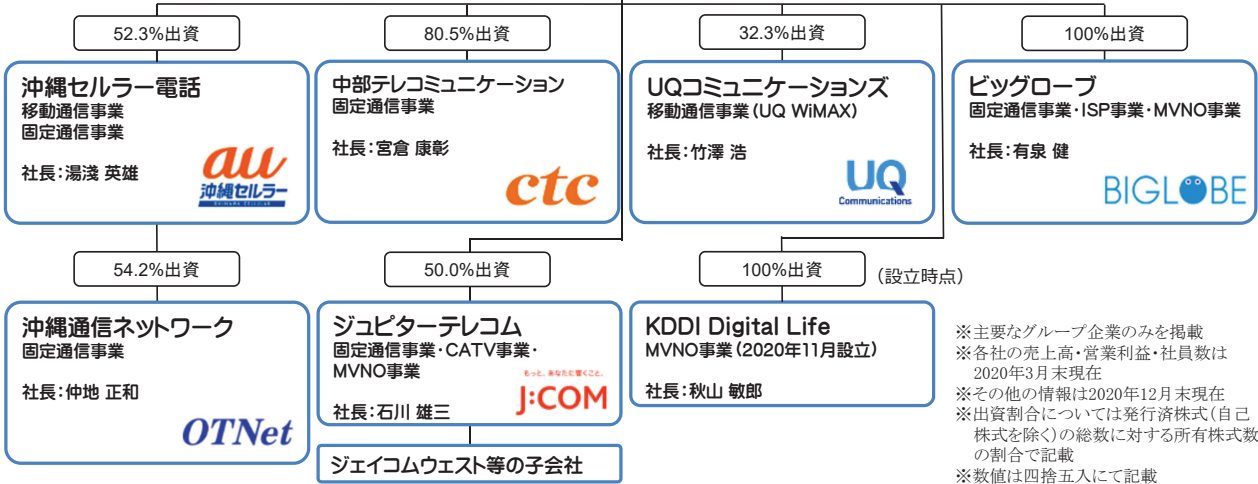 52.3%出資
80.5%出資
32.3%出資
100%出資
沖縄セルラー電話
移動通信事業
固定通信事業
社長：湯淺 英雄
au
沖縄セルラー
中部テレコミュニケーション
固定通信事業
社長：宮倉 康彰
ctc
UQコミュニケーションズ
移動通信事業（UQ WiMAX）
社長：竹澤 浩
UQ
Communications
ビッグローブ
固定通信事業・ISP事業・MVNO事業
社長：有泉 健
BIGLOBE
54.2%出資
50.0%出資
100%出資
（設立時点）
沖縄通信ネットワーク
固定通信事業
社長：仲地 正和
OTNet
ジュピターテレコム
固定通信事業・CATV事業・
MVNO事業
社長：石川 雄三
もっと、あなたに響くこと。
J:COM
ジェイコムウェスト等の子会社
KDDI Digital Life
MVNO事業（2020年11月設立）
社長：秋山 敏郎
※主要なグループ企業のみを掲載
※各社の売上高・営業利益・社員数は
2020年3月末現在
※その他の情報は2020年12月末現在
※出資割合については発行済株式（自己
株式を除く）の総数に対する所有株式数
の割合で記載
※数値は四捨五入にて記載